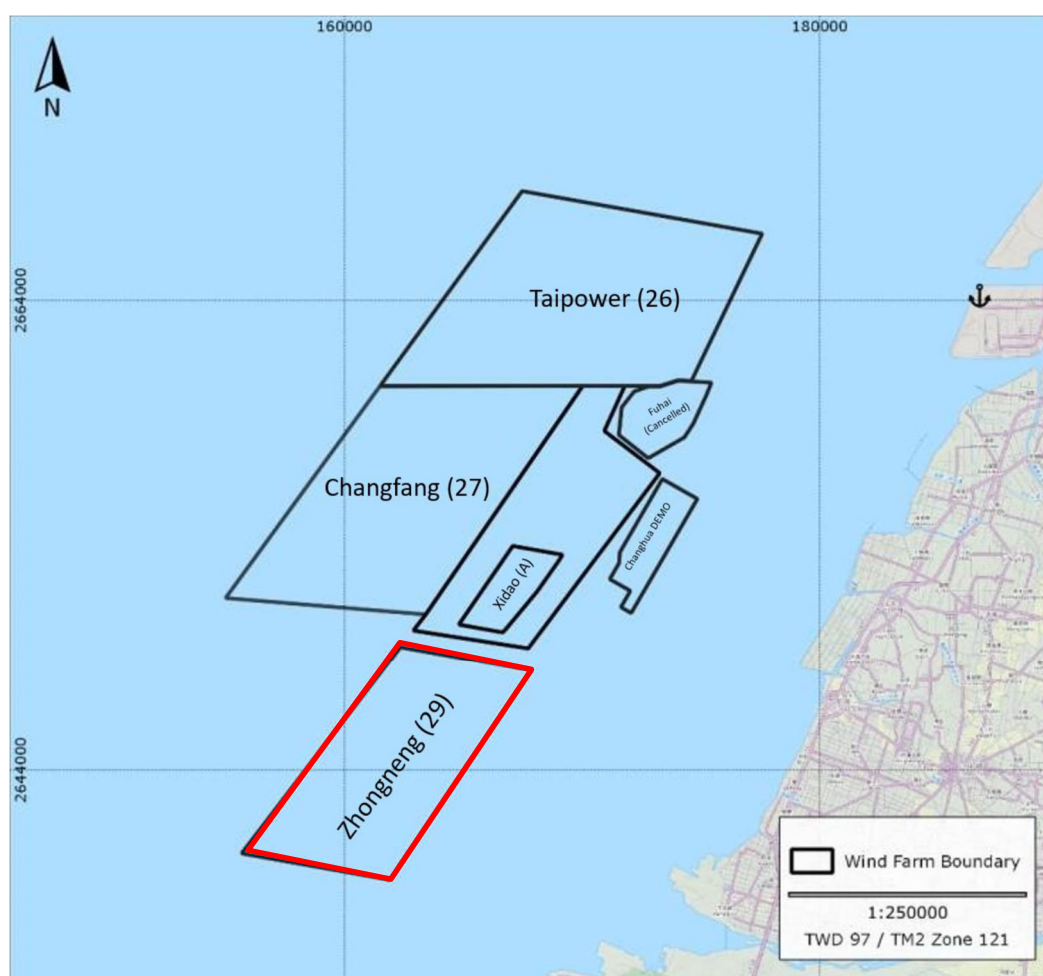 160000
180000
N
2664000
Taipower (26)
Fuhai
(Cancelled)
Changfang (27)
Changhua DEMO
Xidao (A)
Zhongneng (29)
2644000
Wind Farm Boundary
1:250000
TWD 97 / TM2 Zone 121